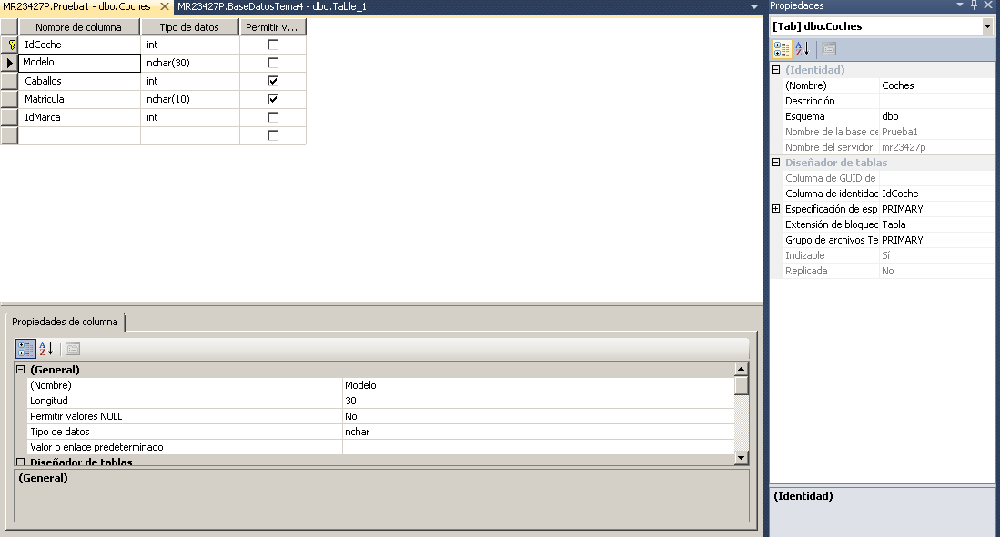 MR23427P.Prueba1 - dbo.Coches
MR23427P.BaseDatosTema4 - dbo.Table_1
Nombre de columna Tipo de datos Permitir v...
IdCoche int
Modelo nchar(30)
Caballos int
Matricula nchar(10)
IdMarca int
Propiedades de columna
(General)
(Nombre) Modelo
Longitud 30
Permitir valores NULL No
Tipo de datos nchar
Valor o enlace predeterminado
Diseñador de tablas
(General)
Propiedades
[Tab] dbo.Coches
(Identidad)
(Nombre) Coches
Descripción
Esquema dbo
Nombre de la base de Prueba1
Nombre del servidor mr23427p
Diseñador de tablas
Columna de GUID de
Columna de identidac IdCoche
Especificación de esp PRIMARY
Extensión de bloquec Tabla
Grupo de archivos Te PRIMARY
Indizable Sí
Replicada No
(Identidad)